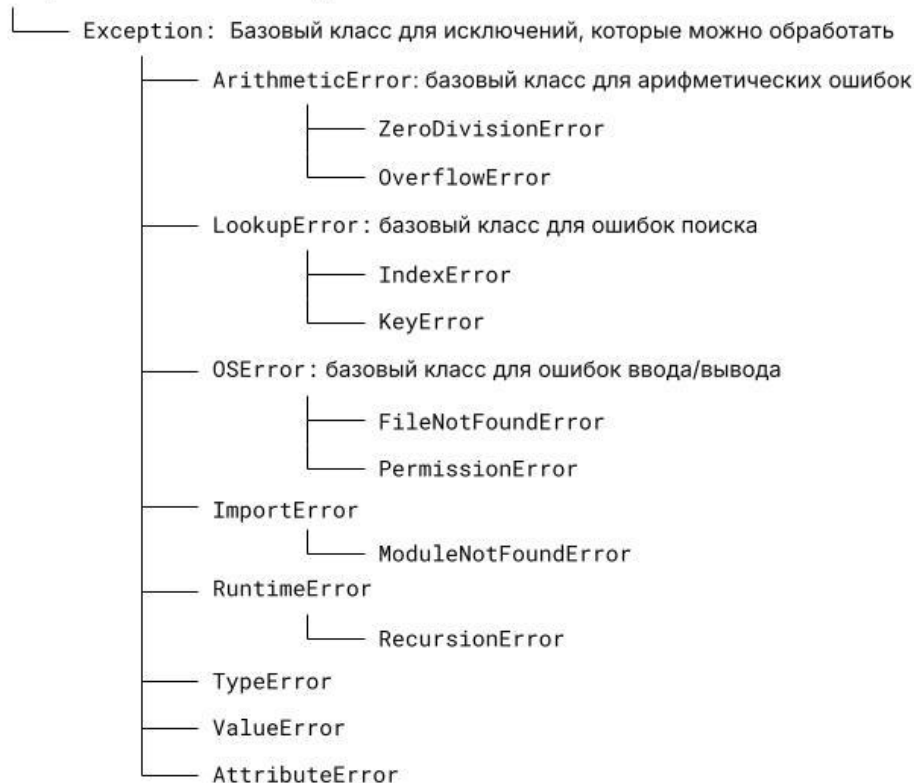 Exception: Базовый класс для исключений, которые можно обработать
ArithmeticError: базовый класс для арифметических ошибок
ZeroDivisionError
OverflowError
LookupError: базовый класс для ошибок поиска
IndexError
KeyError
OSError: базовый класс для ошибок ввода/вывода
FileNotFoundError
PermissionError
ImportError
ModuleNotFoundError
RuntimeError
RecursionError
TypeError
ValueError
AttributeError